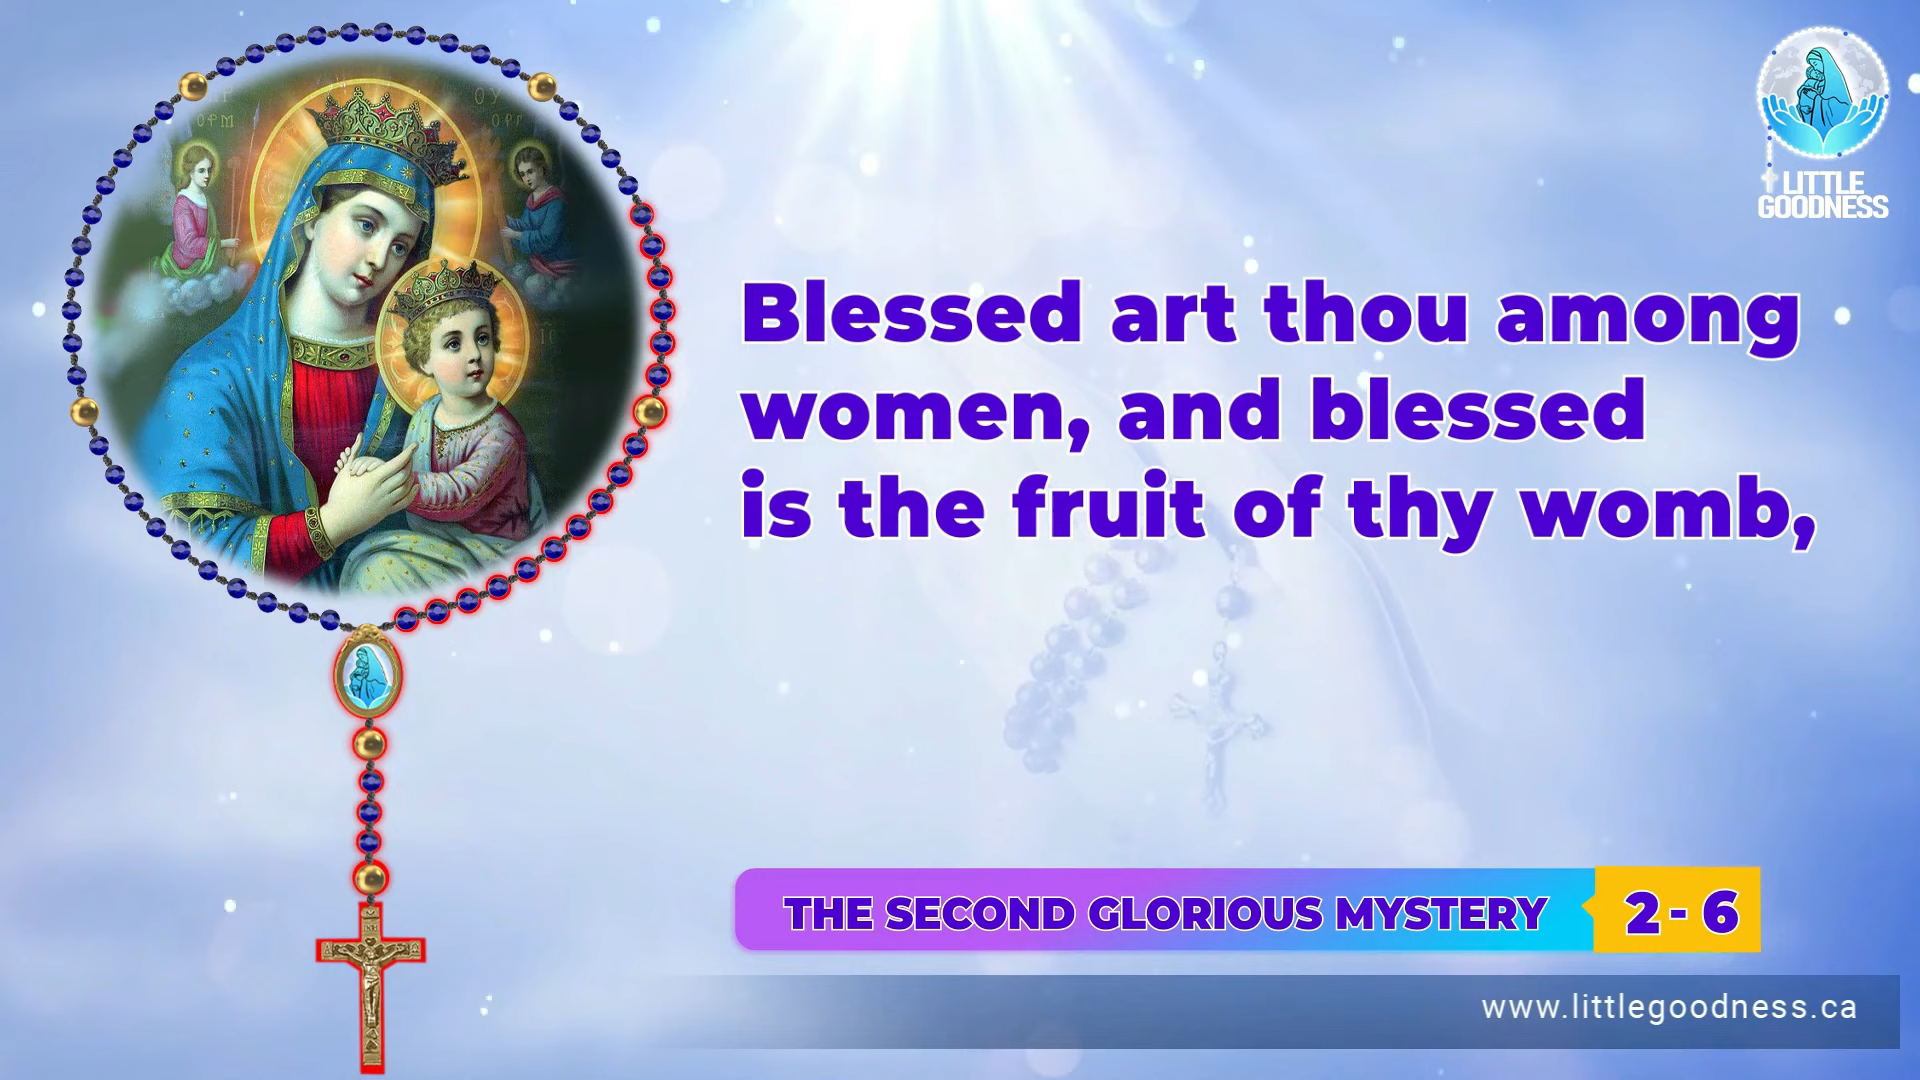 LITTLE
GOODNESS
Blessed art thou among
women, and blessed
is the fruit of thy womb,
THE SECOND GLORIOUS MYSTERY
2 - 6
www.littlegoodness.ca